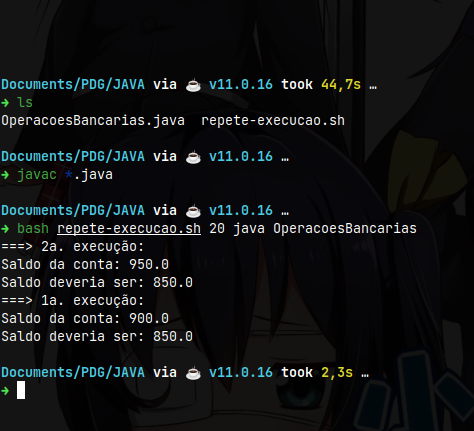 Documents/PDG/JAVA via ☕ v11.0.16 took 44,7s …
➜ ls
OperacoesBancarias.java  repete-execucao.sh
Documents/PDG/JAVA via ☕ v11.0.16 …
➜ javac *.java
Documents/PDG/JAVA via ☕ v11.0.16 …
➜ bash repete-execucao.sh 20 java OperacoesBancarias
===> 2a. execução:
Saldo da conta: 950.0
Saldo deveria ser: 850.0
===> 1a. execução:
Saldo da conta: 900.0
Saldo deveria ser: 850.0
Documents/PDG/JAVA via ☕ v11.0.16 took 2,3s …
➜